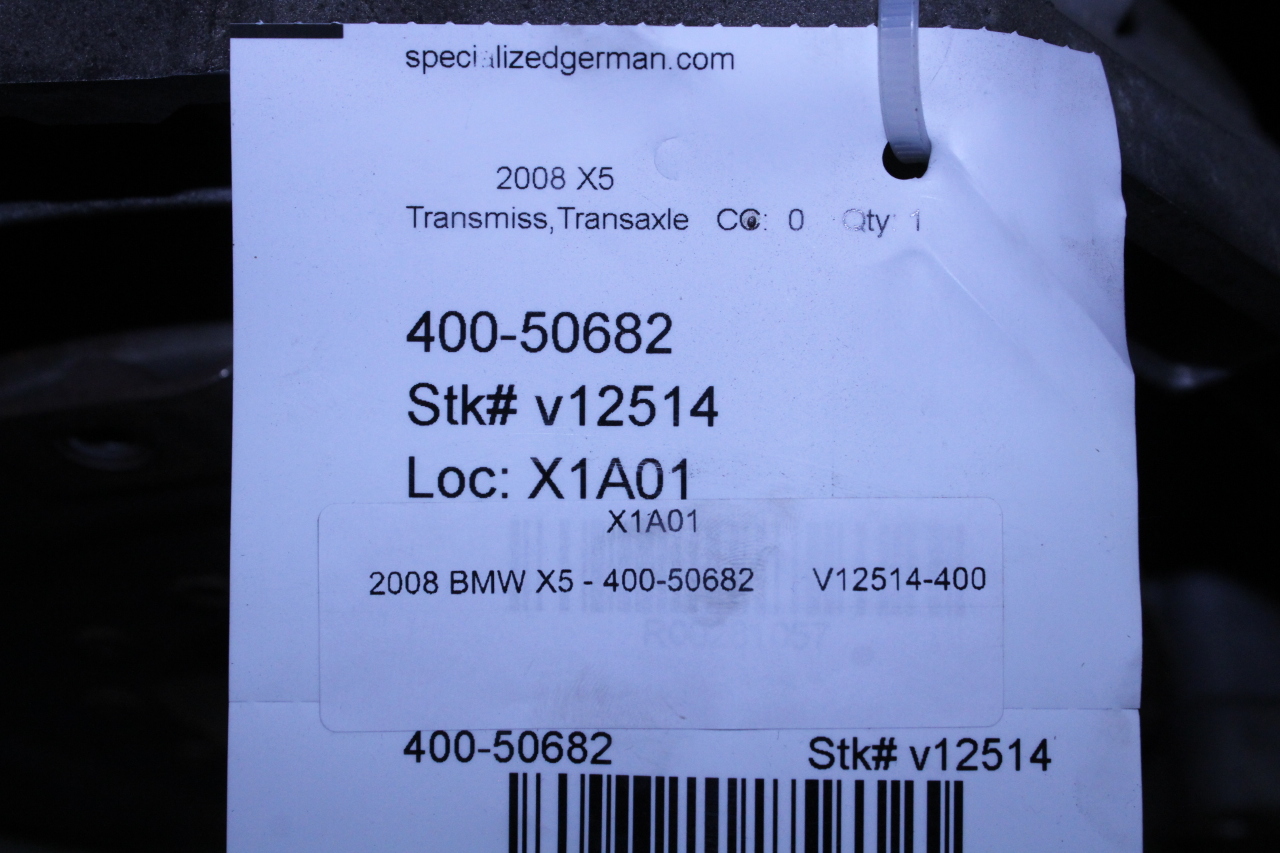 specializedgerman.com
2008 X5
Transmiss,Transaxle CC: 0 Qty: 1
400-50682
Stk# v12514
Loc: X1A01
X1A01
2008 BMW X5 - 400-50682 V12514-400
400-50682 Stk# v12514